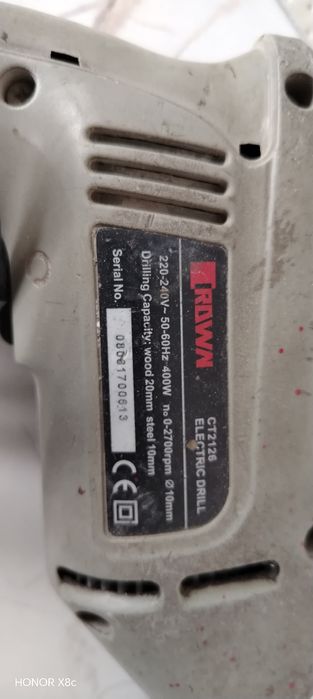 CROWN
CT2126
ELECTRIC DRILL
220-240V~ 50-60Hz 400W n₀ 0-2700rpm Ø10mm
Drilling Capacity: wood 20mm steel 10mm
Serial No. 08061700613
CE
HONOR X8c